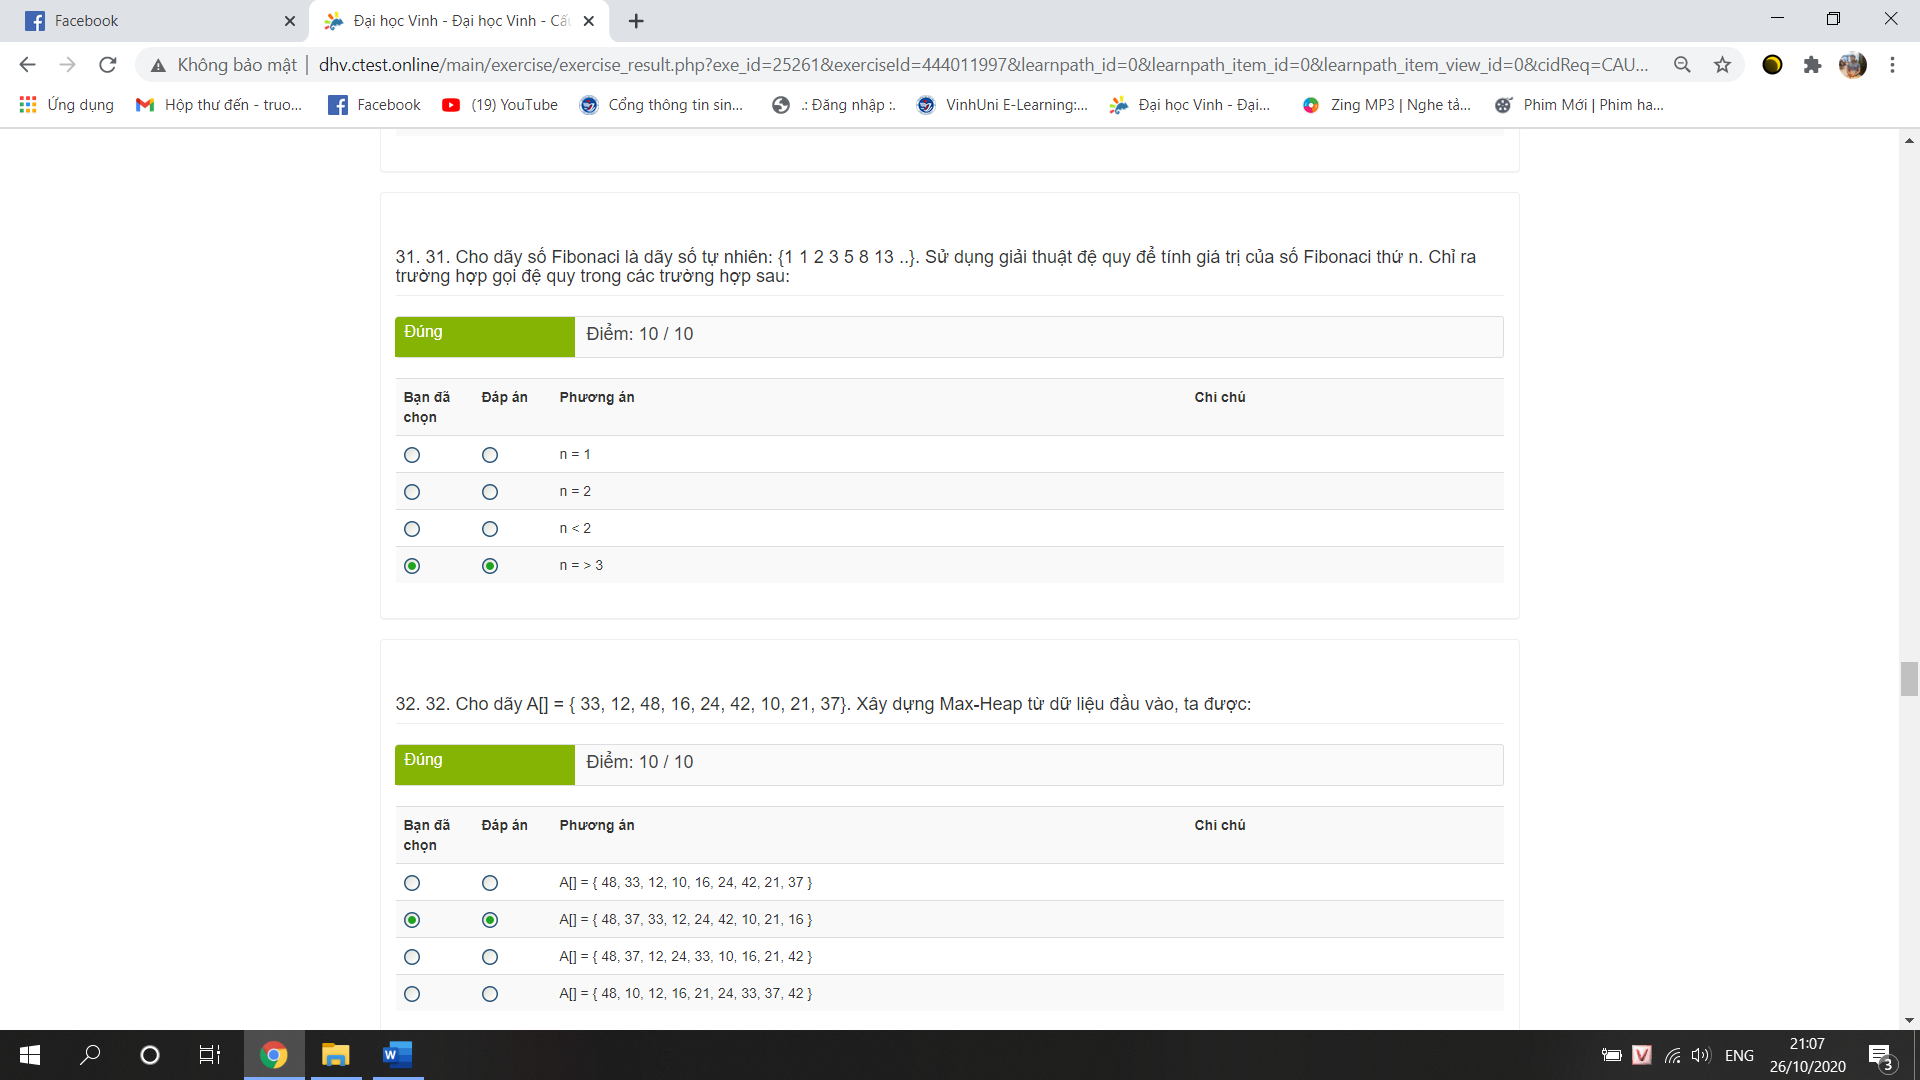 Facebook
Đại học Vinh - Đại học Vinh - Cấu
Không bảo mật | dhv.ctest.online/main/exercise/exercise_result.php?exe_id=25261&exerciseId=444011997&learnpath_id=0&learnpath_item_id=0&learnpath_item_view_id=0&cidReq=CAU...
Ứng dụng Hộp thư đến - truo... Facebook (19) YouTube Cổng thông tin sin... .: Đăng nhập :. VinhUni E-Learning:... Đại học Vinh - Đại... Zing MP3 | Nghe tả... Phim Mới | Phim ha...
31. 31. Cho dãy số Fibonaci là dãy số tự nhiên: {1 1 2 3 5 8 13 ..}. Sử dụng giải thuật đệ quy để tính giá trị của số Fibonaci thứ n. Chỉ ra
trường hợp gọi đệ quy trong các trường hợp sau:
Đúng Điểm: 10 / 10
Bạn đã Đáp án Phương án Chi chú
chọn
n = 1
n = 2
n < 2
n = > 3
32. 32. Cho dãy A[] = { 33, 12, 48, 16, 24, 42, 10, 21, 37}. Xây dựng Max-Heap từ dữ liệu đầu vào, ta được:
Đúng Điểm: 10 / 10
Bạn đã Đáp án Phương án Chi chú
chọn
A[] = { 48, 33, 12, 10, 16, 24, 42, 21, 37 }
A[] = { 48, 37, 33, 12, 24, 42, 10, 21, 16 }
A[] = { 48, 37, 12, 24, 33, 10, 16, 21, 42 }
A[] = { 48, 10, 12, 16, 21, 24, 33, 37, 42 }
ENG 21:07
26/10/2020 3